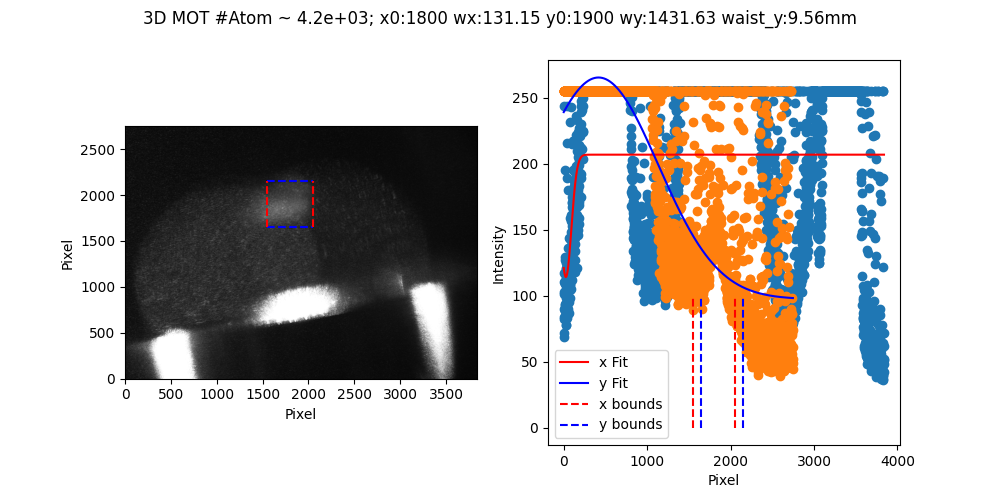 3D MOT #Atom ~ 4.2e+03; x0:1800 wx:131.15 y0:1900 wy:1431.63 waist_y:9.56mm
2500
2000
1500
1000
500
0
Pixel
0 500 1000 1500 2000 2500 3000 3500
Pixel
250
200
150
100
50
0
Intensity
x Fit
y Fit
x bounds
y bounds
0 1000 2000 3000 4000
Pixel